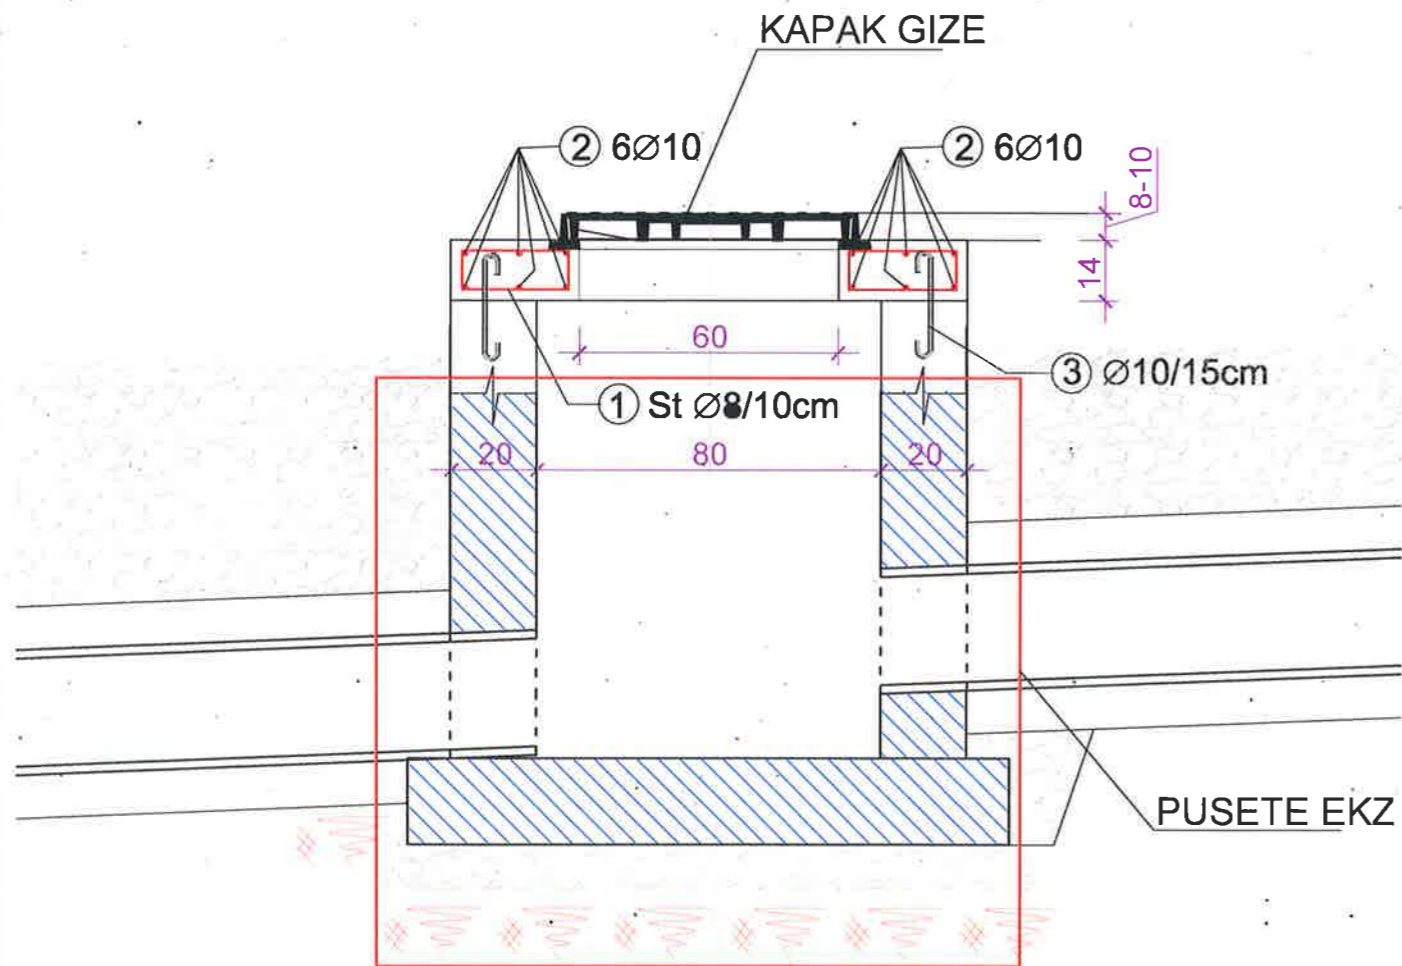 KAPAK GIZE
2 6Ø10
2 6Ø10
8-10
14
60
3 Ø10/15cm
1 St Ø8/10cm
20
80
20
PUSETE EKZ